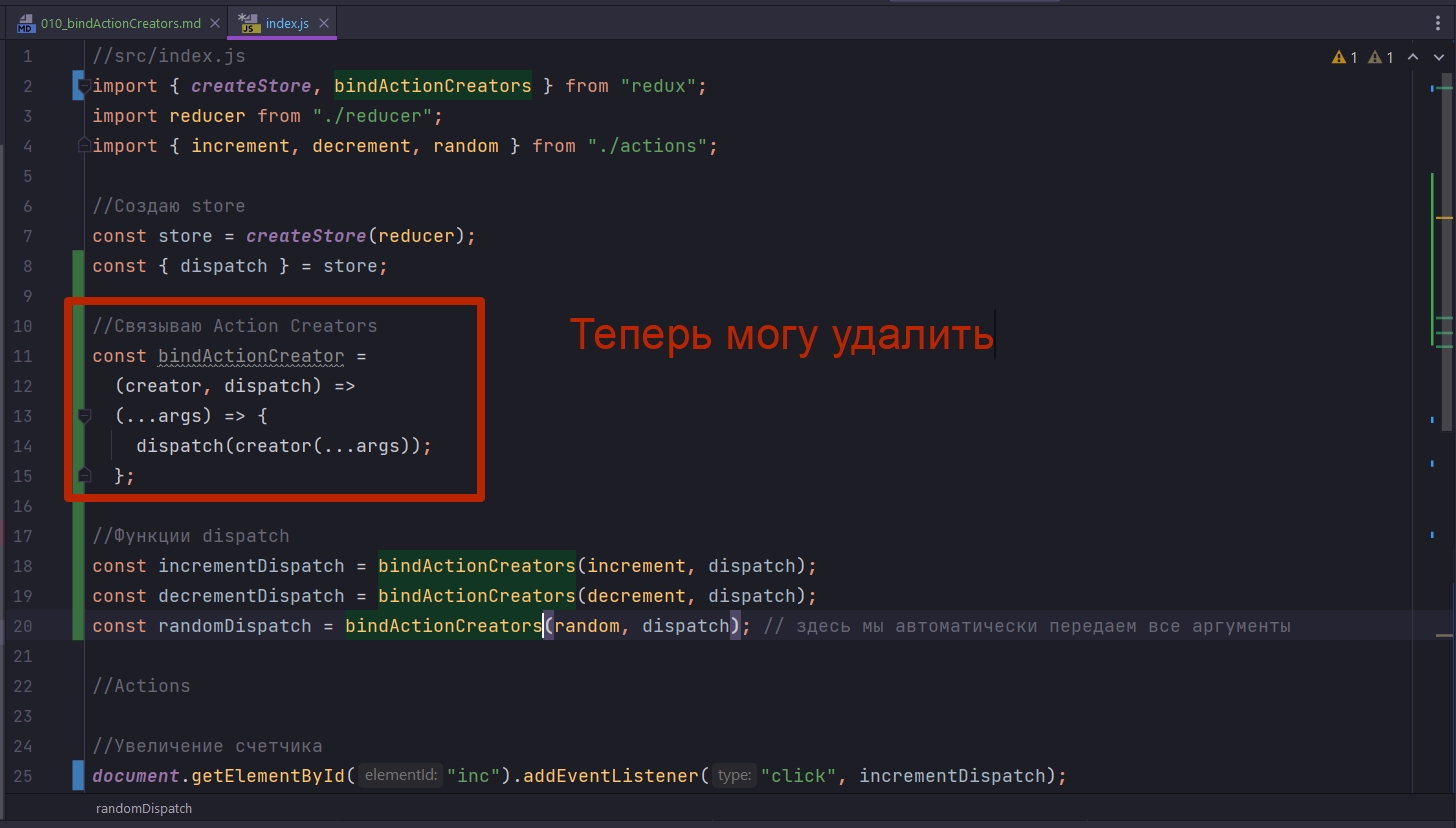 010_bindActionCreators.md index.js
1 //src/index.js
2 import { createStore, bindActionCreators } from "redux";
3 import reducer from "./reducer";
4 import { increment, decrement, random } from "./actions";
5
6 //Создаю store
7 const store = createStore(reducer);
8 const { dispatch } = store;
9
10 //Связываю Action Creators
Теперь могу удалить
11 const bindActionCreator =
12 (creator, dispatch) =>
13 (...args) => {
14 dispatch(creator(...args));
15 };
16
17 //Функции dispatch
18 const incrementDispatch = bindActionCreators(increment, dispatch);
19 const decrementDispatch = bindActionCreators(decrement, dispatch);
20 const randomDispatch = bindActionCreators(random, dispatch); // здесь мы автоматически передаем все аргументы
21
22 //Actions
23
24 //Увеличение счетчика
25 document.getElementById( elementId: "inc").addEventListener( type: "click", incrementDispatch);
randomDispatch
1 1
MD
JS